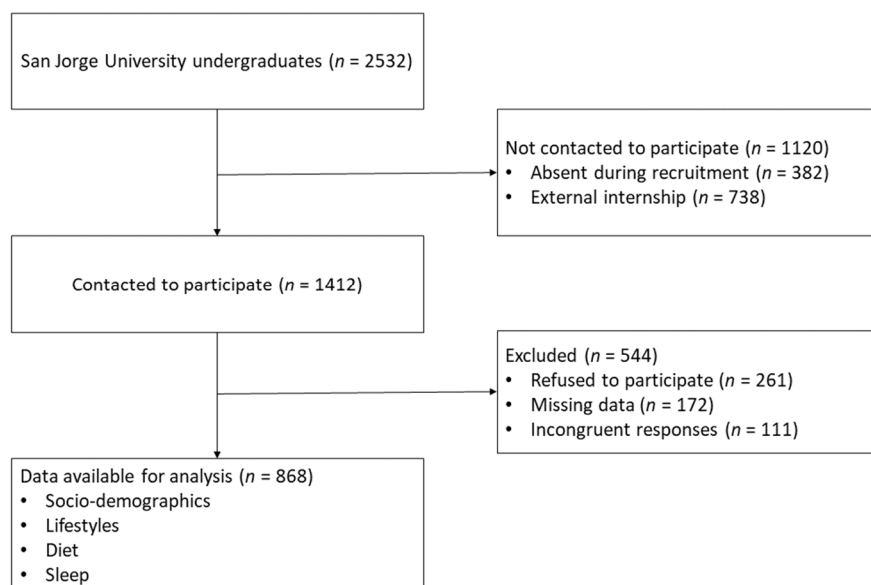 San Jorge University undergraduates (n = 2532)
Not contacted to participate (n = 1120)
• Absent during recruitment (n = 382)
• External internship (n = 738)
Contacted to participate (n = 1412)
Excluded (n = 544)
• Refused to participate (n = 261)
• Missing data (n = 172)
• Incongruent responses (n = 111)
Data available for analysis (n = 868)
• Socio-demographics
• Lifestyles
• Diet
• Sleep